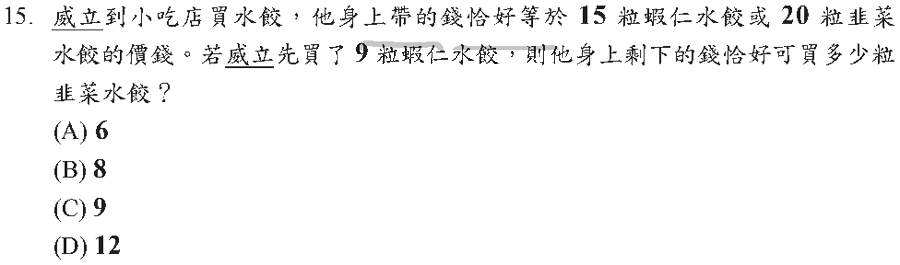 15. 威立到小吃店買水餃，他身上帶的錢恰好等於 15 粒蝦仁水餃或 20 粒韭菜
水餃的價錢。若威立先買了 9 粒蝦仁水餃，則他身上剩下的錢恰好可買多少粒
韭菜水餃？
(A) 6
(B) 8
(C) 9
(D) 12